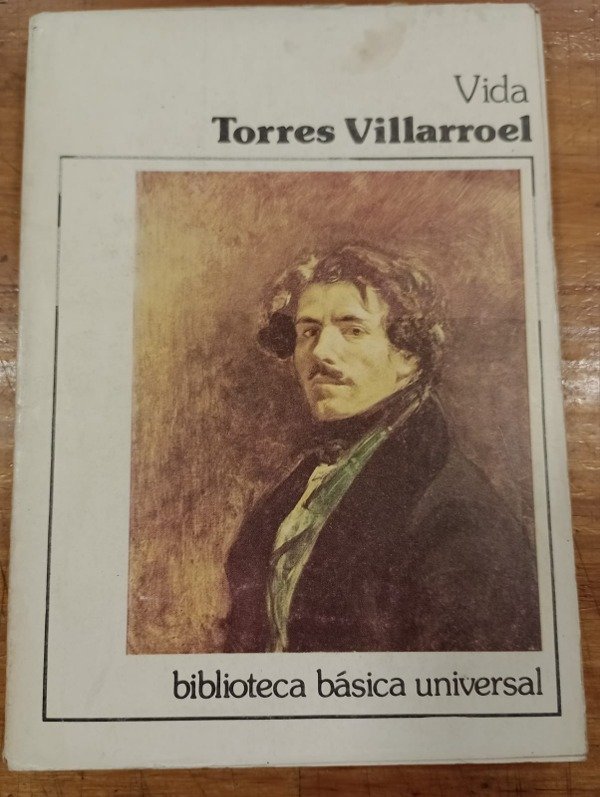 Vida
Torres Villarroel
biblioteca básica universal